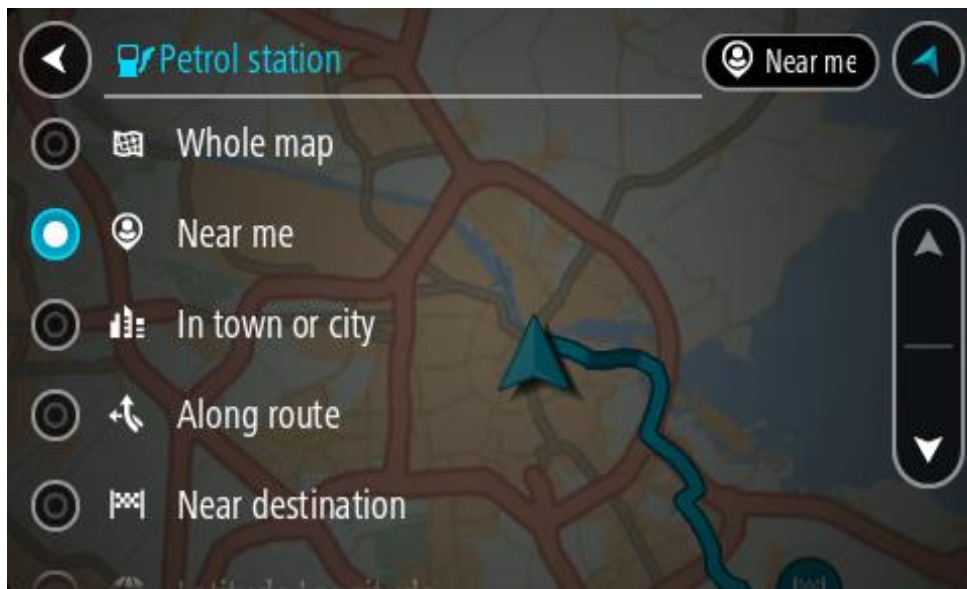 Petrol station
Near me
Whole map
Near me
In town or city
Along route
Near destination